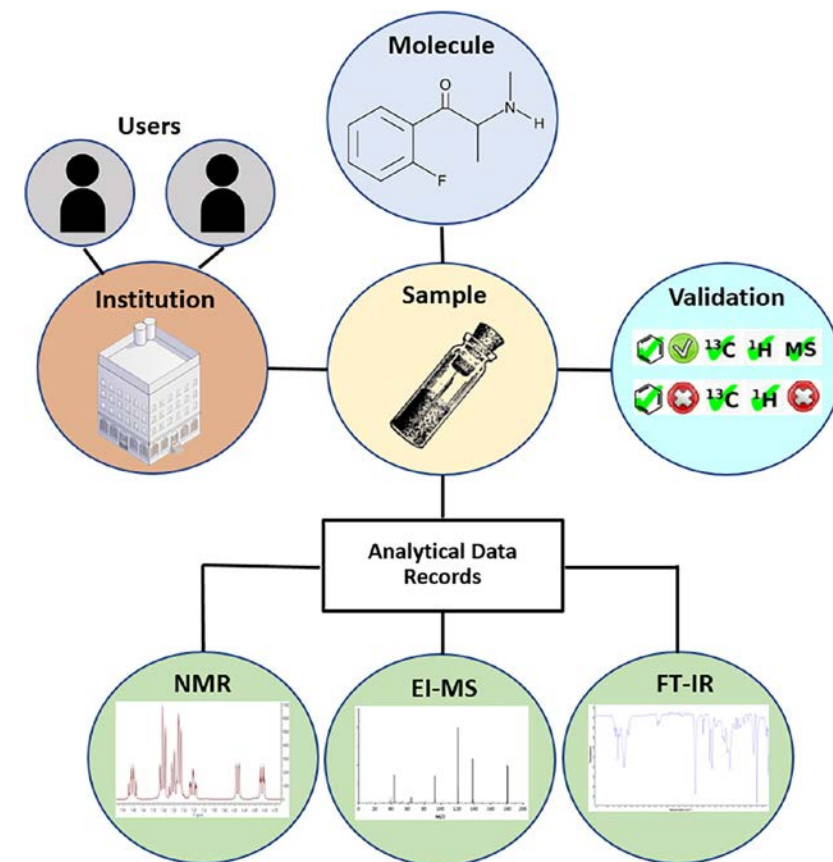 Molecule
O
N
H
F
Users
Institution
Sample
Validation
¹³C ¹H MS
¹³C ¹H
Analytical Data
Records
NMR
EI-MS
FT-IR